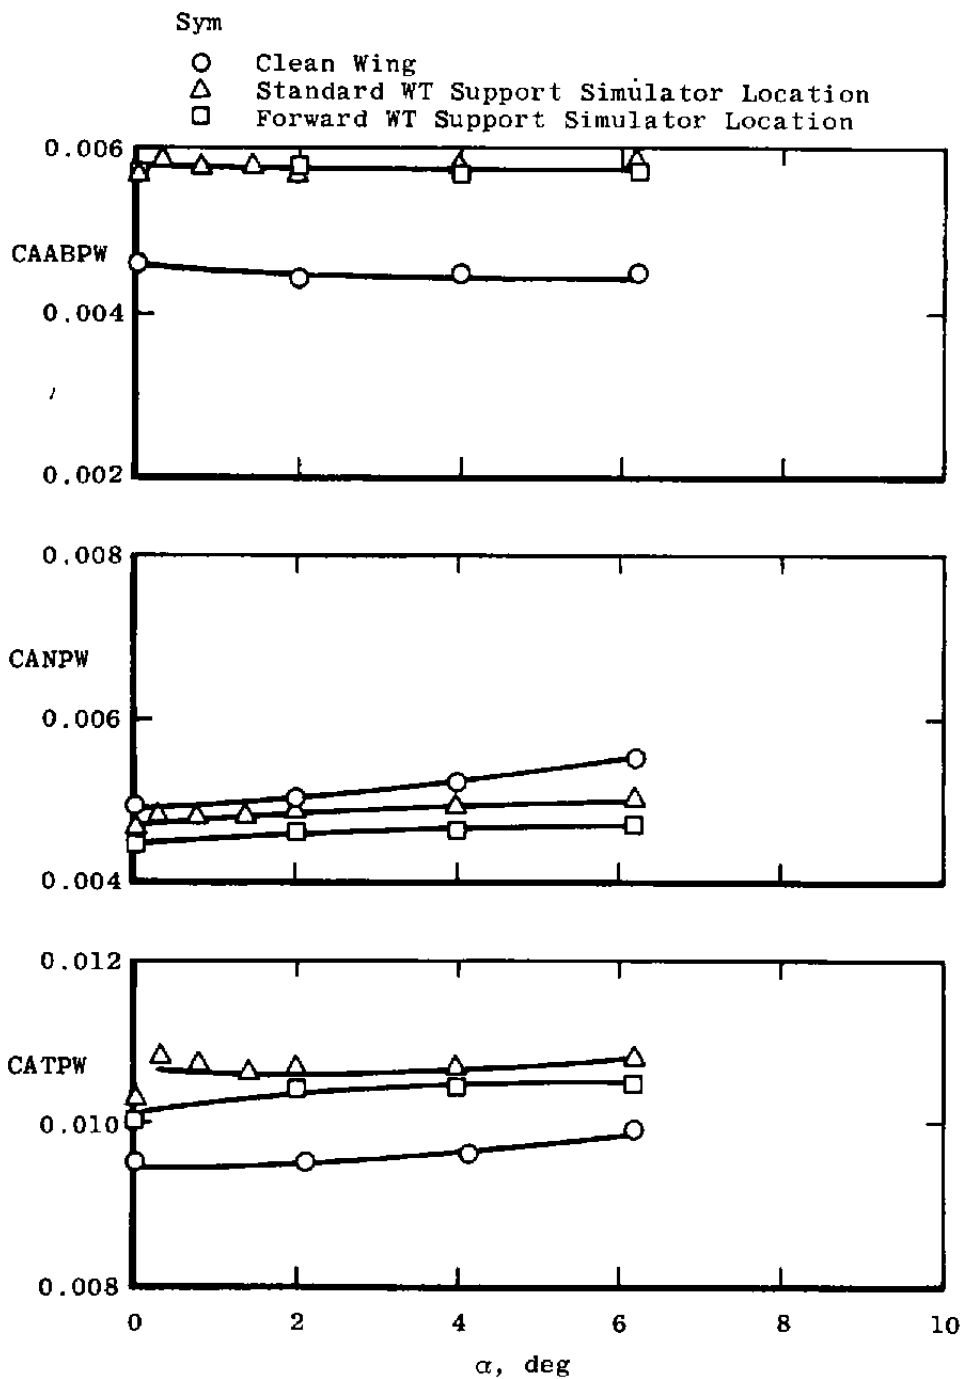 Sym
Clean Wing
Standard WT Support Simulator Location
Forward WT Support Simulator Location
0.006
CAABPW
0.004
0.002
0.008
CANPW
0.006
0.004
0.012
CATPW
0.010
0.008
0 2 4 6 8 10
α, deg